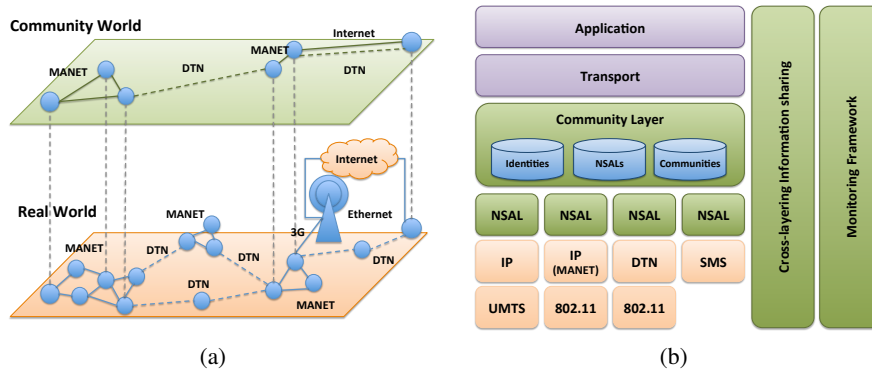 Community World
Internet
MANET
DTN
MANET
DTN
Internet
Ethernet
Real World
MANET
3G
MANET
DTN
DTN
DTN
DTN
MANET
(a)
Application
Transport
Community Layer
Identities
NSALs
Communities
NSAL
NSAL
NSAL
NSAL
IP
IP
(MANET)
DTN
SMS
UMTS
802.11
802.11
Cross-layering Information sharing
Monitoring Framework
(b)